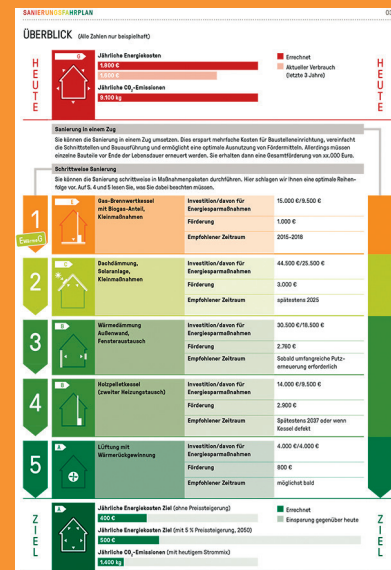 SANIERUNGSFAHRPLAN
03
ÜBERBLICK (Alle Zahlen nur beispielhaft)
HEUTE
G
Jährliche Energiekosten
1.900 €
1.600 €
Jährliche CO₂-Emissionen
9.100 kg
Errechnet
Aktueller Verbrauch
(letzte 3 Jahre)
HEUTE
Sanierung in einem Zug
Sie können die Sanierung in einem Zug umsetzen. Dies erspart mehrfache Kosten für Baustelleneinrichtung, vereinfacht
die Schnittstellen und Bauausführung und ermöglicht eine optimale Ausnutzung von Fördermitteln. Allerdings müssen
einzelne Bauteile vor Ende der Lebensdauer erneuert werden. Sie erhalten dann eine Gesamtförderung von xx.000 Euro.
Schrittweise Sanierung
Sie können die Sanierung schrittweise in Maßnahmenpaketen durchführen. Hier schlagen wir Ihnen eine optimale Reihen-
folge vor. Auf S. 4 und 5 lesen Sie, was Sie dabei beachten müssen.
1
E
Gas-Brennwertkessel
mit Biogas-Anteil,
Kleinmaßnahmen
Investition/davon für
Energiesparmaßnahmen
15.000 €/9.500 €
Förderung
1.000 €
Empfohlener Zeitraum
2015–2018
2
C
Dachdämmung,
Solaranlage,
Kleinmaßnahmen
Investition/davon für
Energiesparmaßnahmen
44.500 €/25.500 €
Förderung
3.000 €
Empfohlener Zeitraum
spätestens 2025
3
B
Wärmedämmung
Außenwand,
Fensteraustausch
Investition/davon für
Energiesparmaßnahmen
30.500 €/18.500 €
Förderung
2.760 €
Empfohlener Zeitraum
Sobald umfangreiche Putz-
erneuerung erforderlich
4
B
Holzpelletkessel
(zweiter Heizungstausch)
Investition/davon für
Energiesparmaßnahmen
14.000 €/9.500 €
Förderung
2.900 €
Empfohlener Zeitraum
Spätestens 2037 oder wenn
Kessel defekt
5
A
Lüftung mit
Wärmerückgewinnung
Investition/davon für
Energiesparmaßnahmen
4.000 €/4.000 €
Förderung
800 €
Empfohlener Zeitraum
möglichst bald
ZIEL
A
Jährliche Energiekosten Ziel (ohne Preissteigerung)
400 €
Jährliche Energiekosten Ziel (mit 5 % Preissteigerung, 2050)
500 €
Jährliche CO₂-Emissionen (mit heutigem Strommix)
1.400 kg
Errechnet
Einsparung gegenüber heute
ZIEL